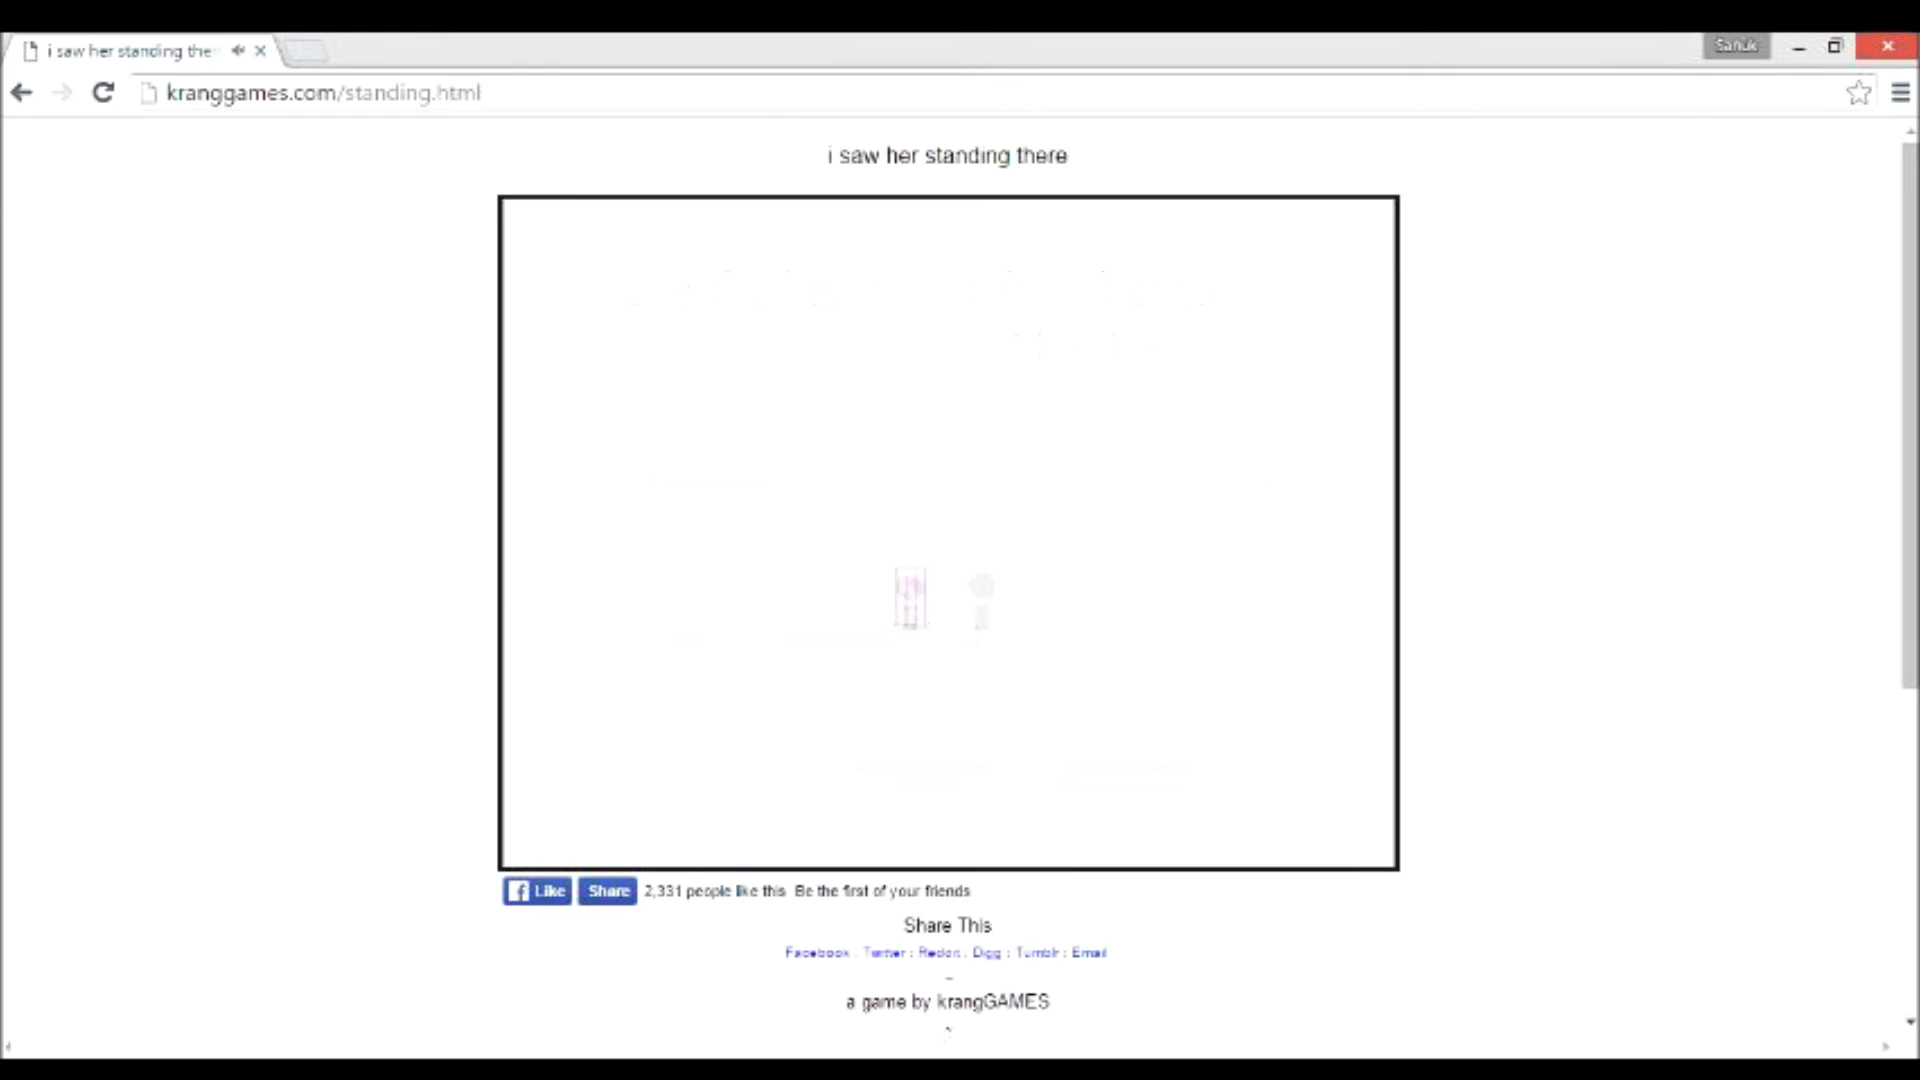 i saw her standing the
Sanuk
kranggames.com/standing.html
i saw her standing there
Like Share 2,331 people like this. Be the first of your friends
Share This
Facebook : Twitter : Reddit : Digg : Tumblr : Email
a game by krangGAMES